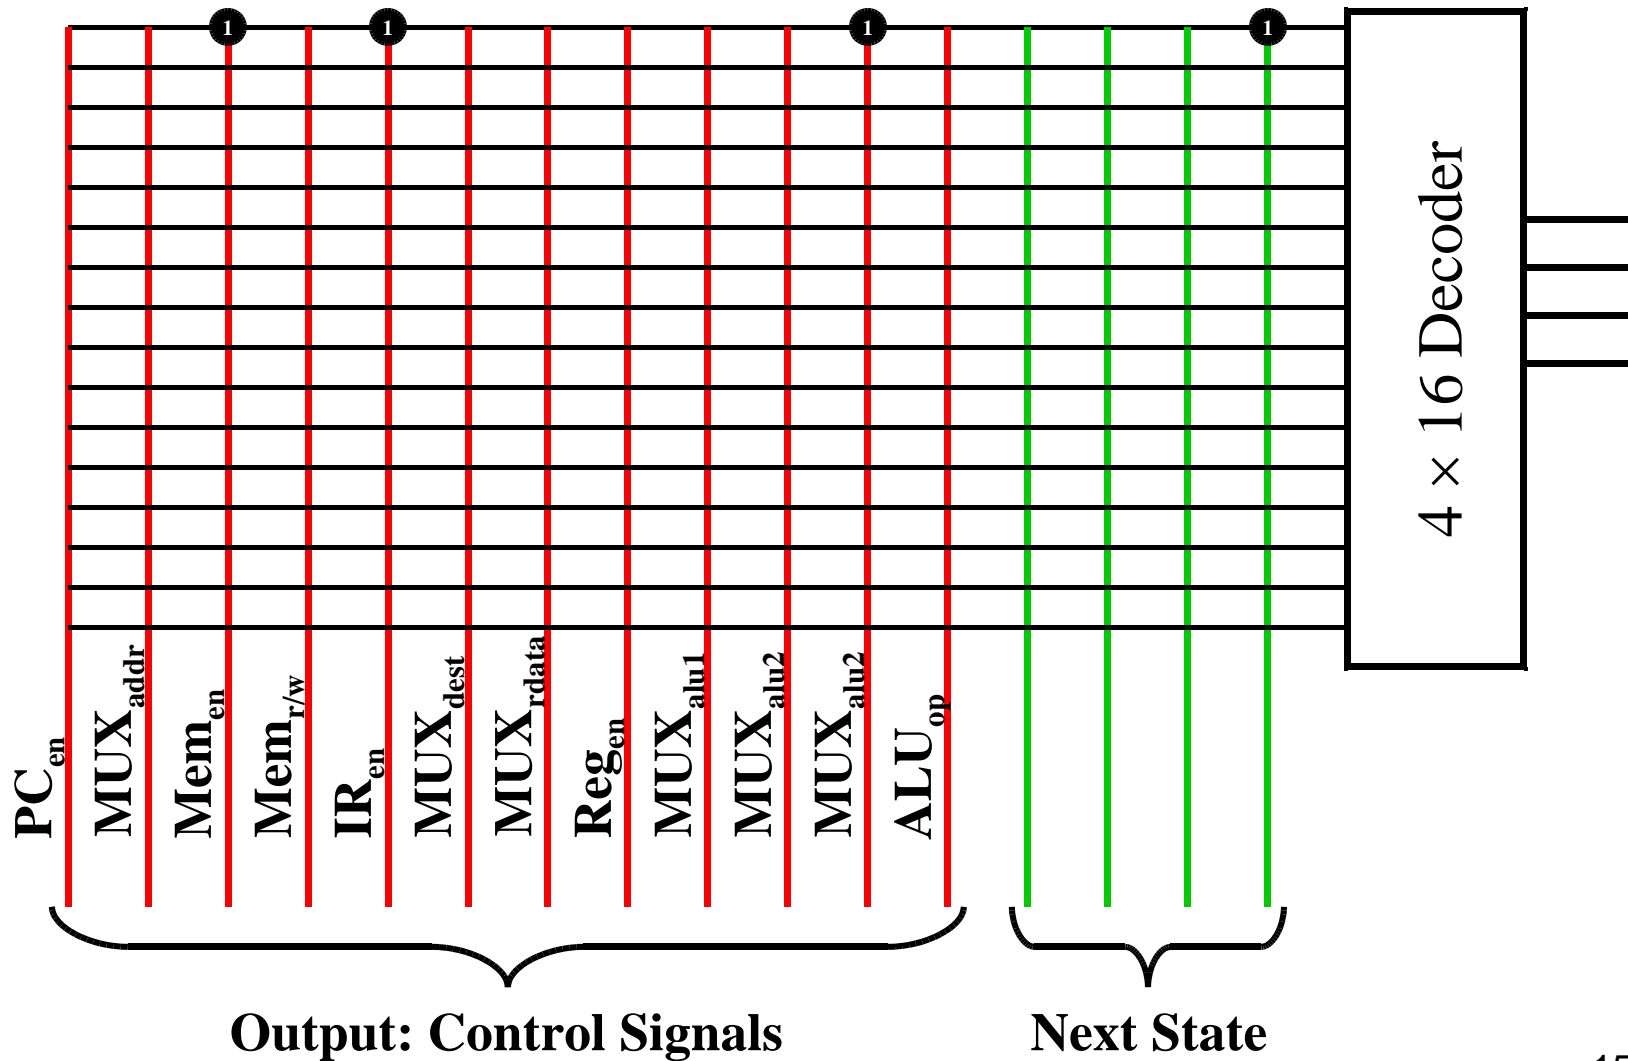 1 1 1 1
4 × 16 Decoder
PCen
MUXaddr
Memen
Memr/w
IRen
MUXdest
MUXrdata
Regen
MUXalu1
MUXalu2
MUXalu2
ALUop
Output: Control Signals
Next State